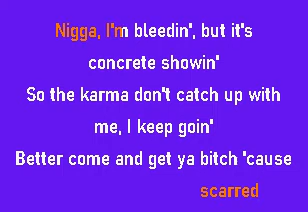 Nigga, I'm bleedin', but it's
concrete showin'
So the karma don't catch up with
me, I keep goin'
Better come and get ya bitch 'cause
scarred